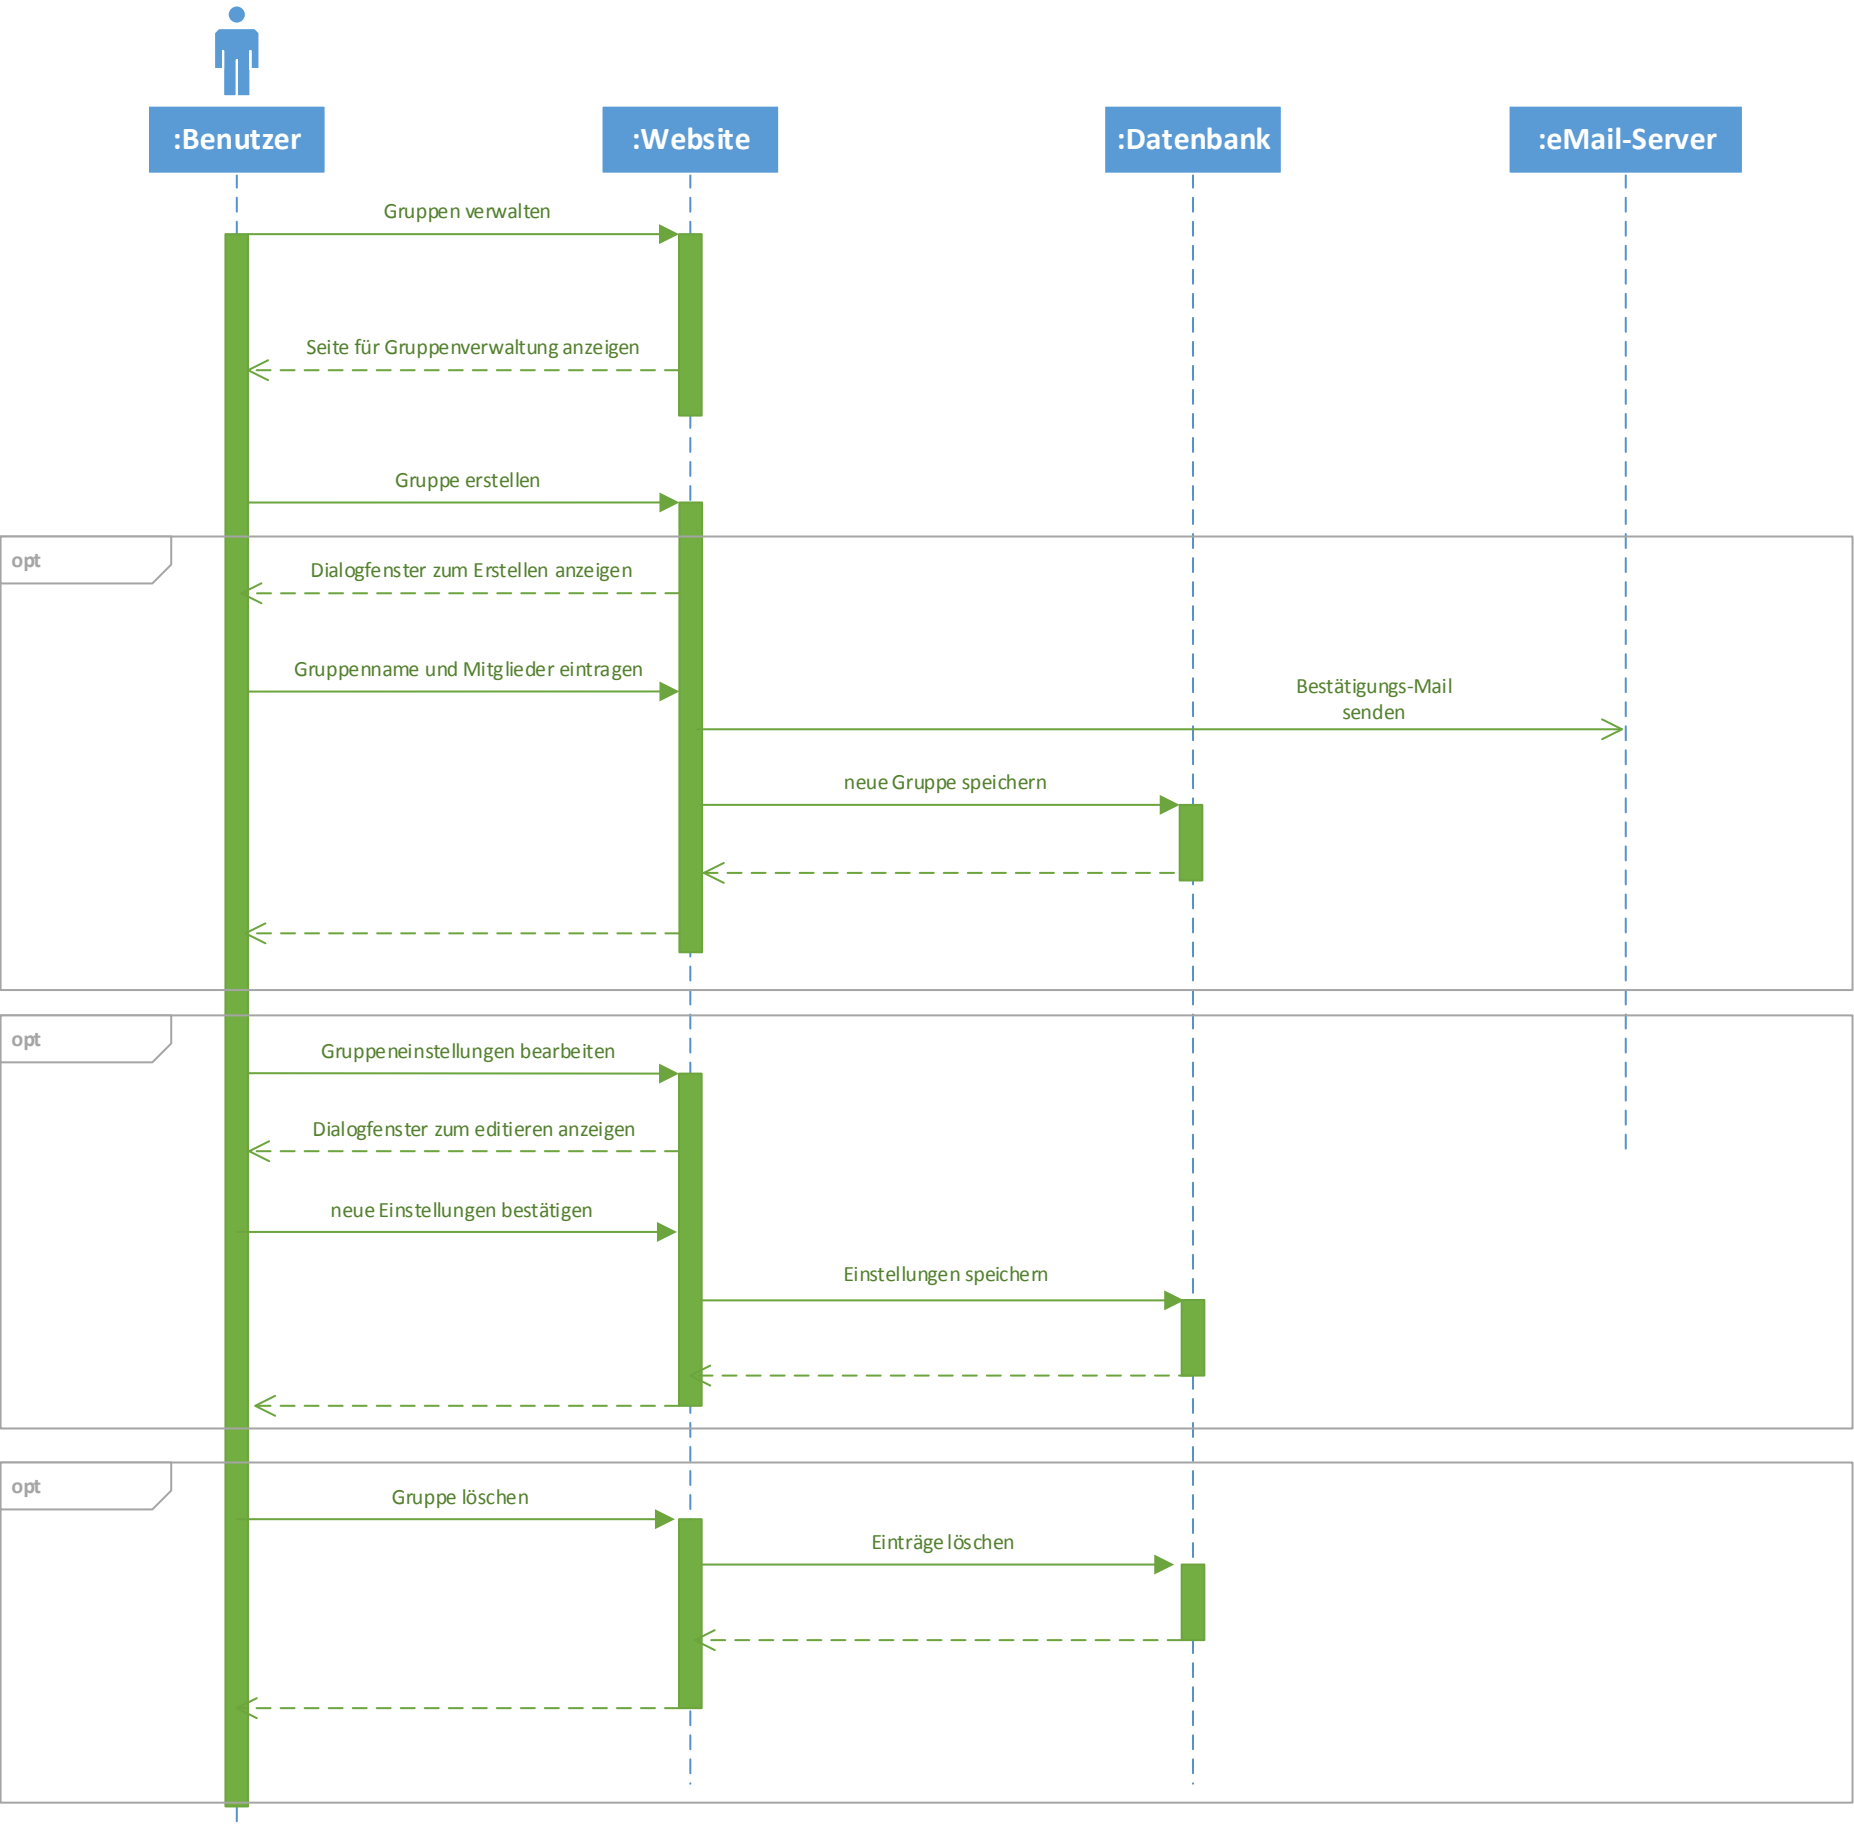 :Benutzer
:Website
:Datenbank
:eMail-Server
Gruppen verwalten
Seite für Gruppenverwaltung anzeigen
Gruppe erstellen
opt
Dialogfenster zum Erstellen anzeigen
Gruppenname und Mitglieder eintragen
Bestätigungs-Mail
senden
neue Gruppe speichern
opt
Gruppeneinstellungen bearbeiten
Dialogfenster zum editieren anzeigen
neue Einstellungen bestätigen
Einstellungen speichern
opt
Gruppe löschen
Einträge löschen